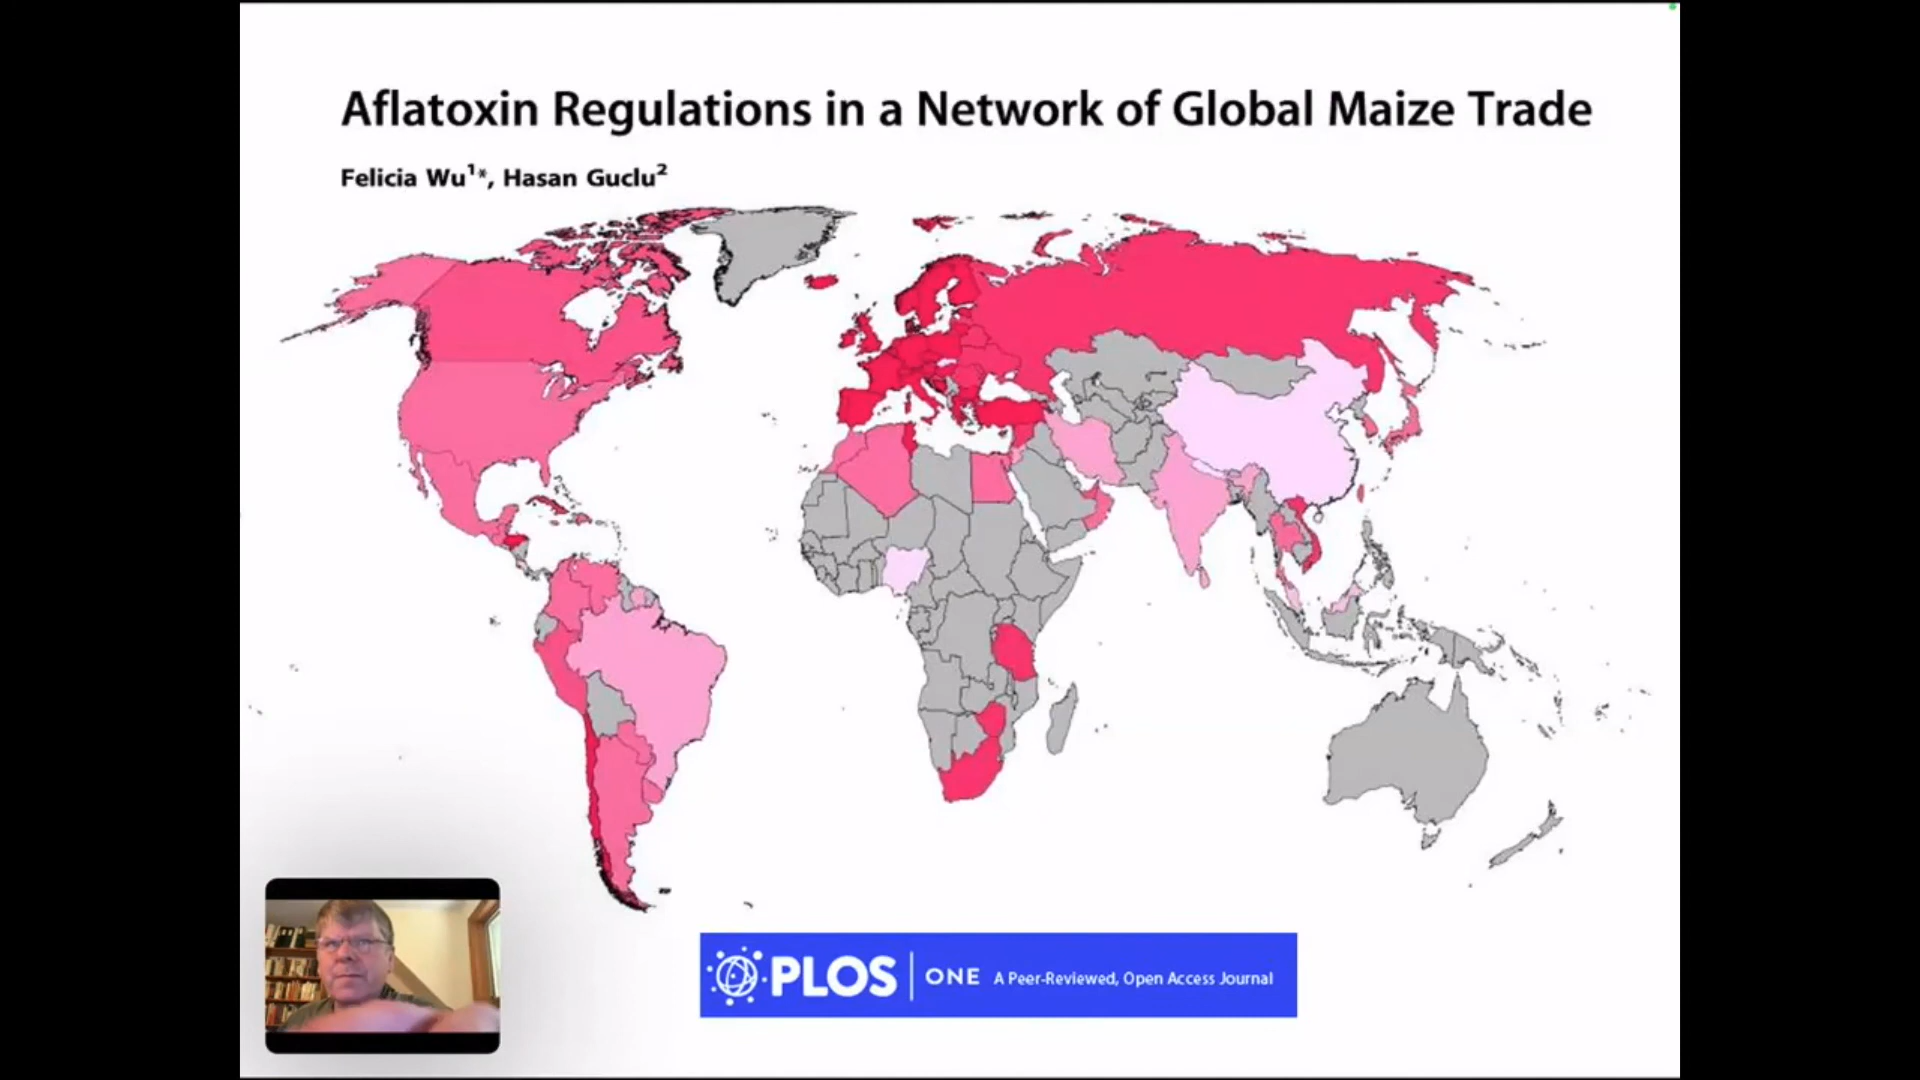 Aflatoxin Regulations in a Network of Global Maize Trade
Felicia Wu1*, Hasan Guclu2
PLOS ONE A Peer-Reviewed, Open Access Journal